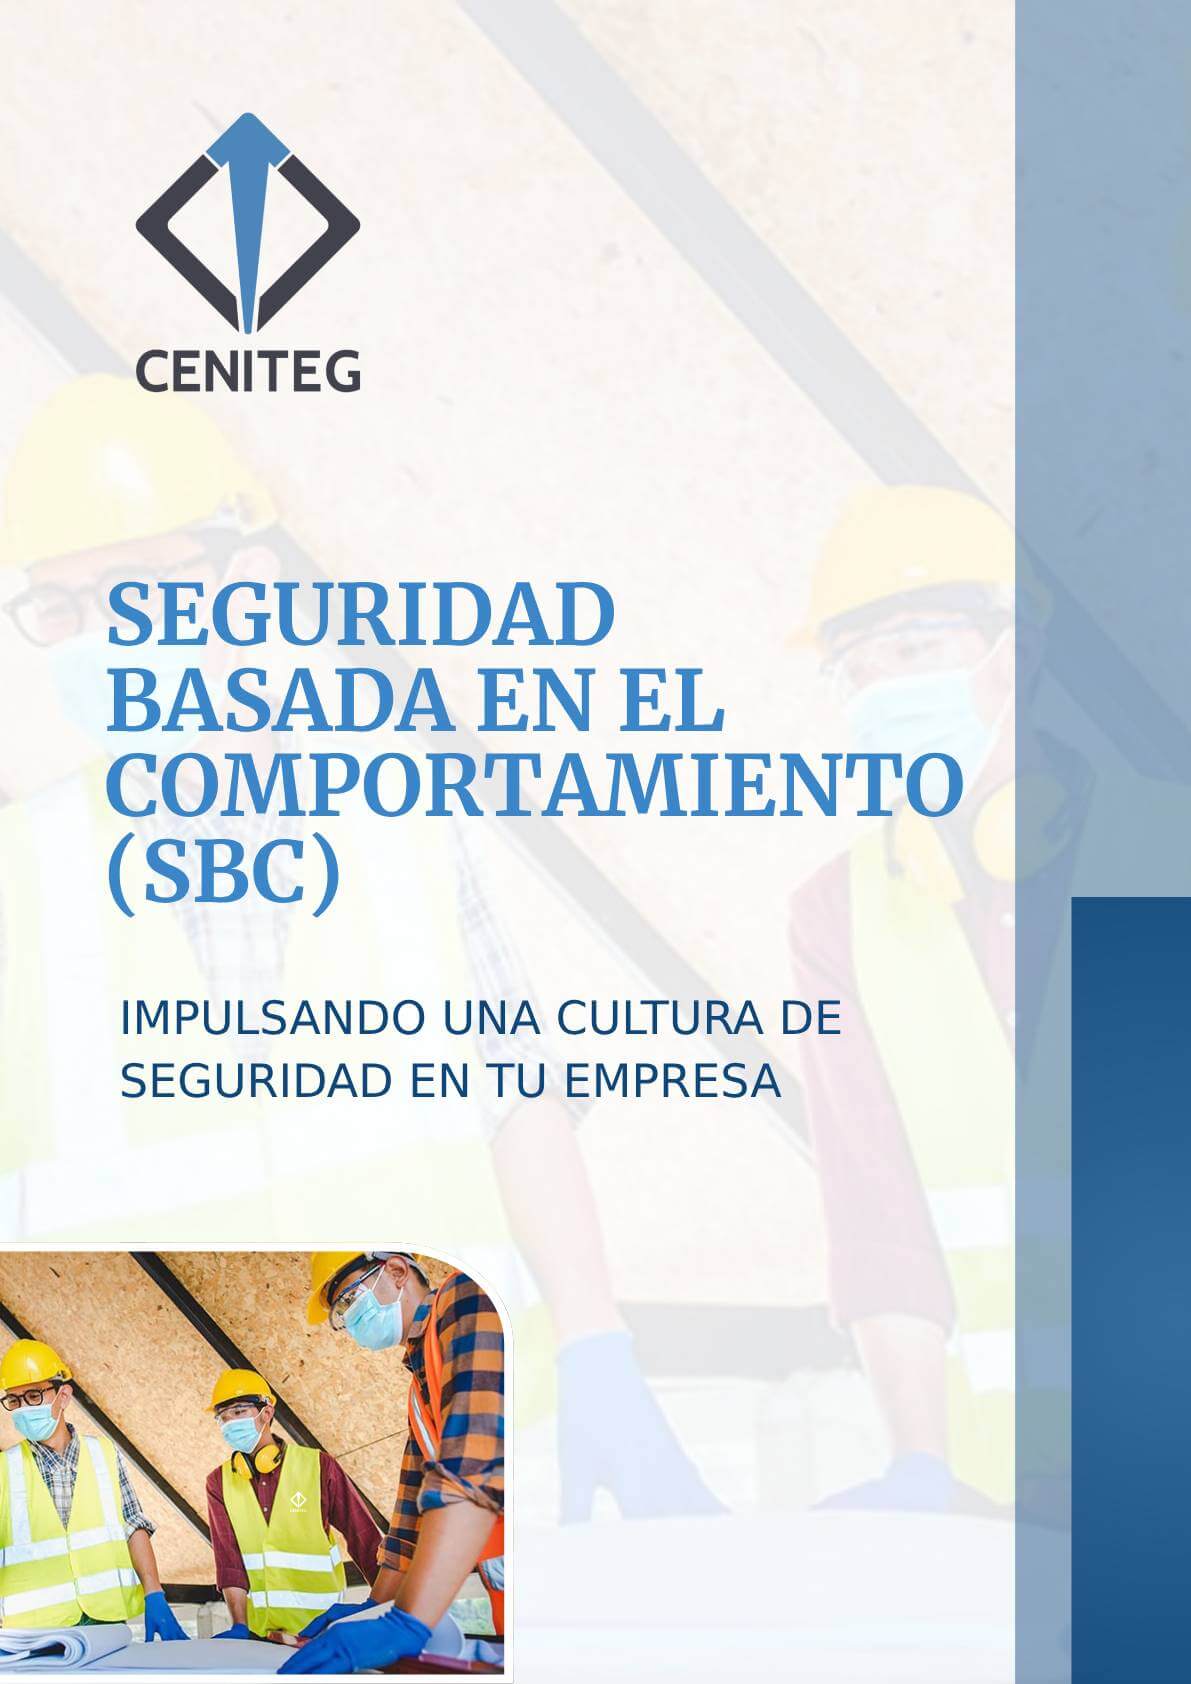 CENITEG
SEGURIDAD
BASADA EN EL
COMPORTAMIENTO
(SBC)
IMPULSANDO UNA CULTURA DE
SEGURIDAD EN TU EMPRESA